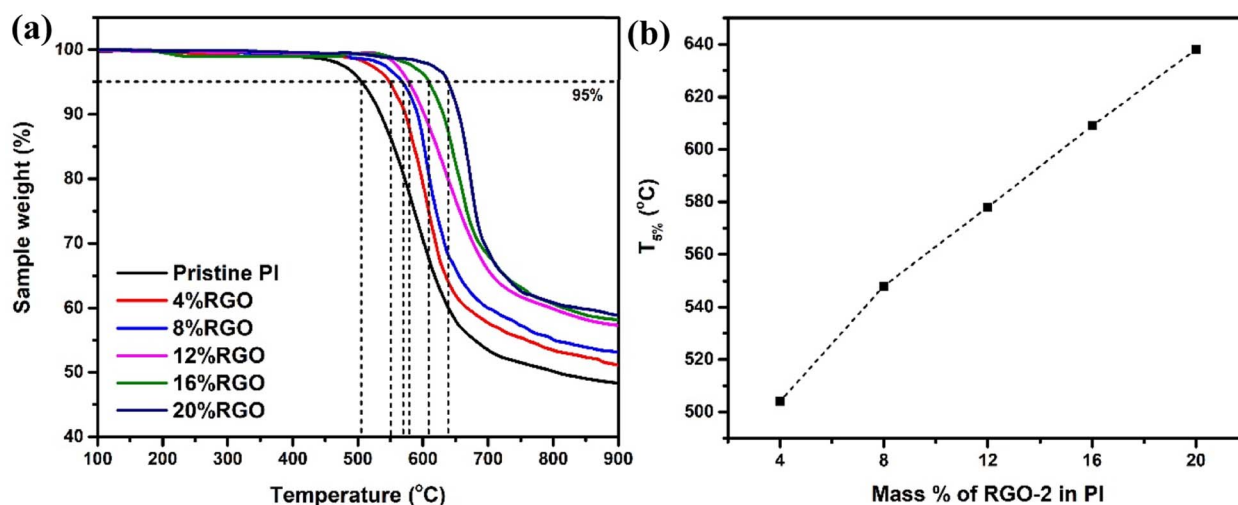 (a)
100
90
80
70
60
50
40
Sample weight (%)
95%
Pristine PI
4%RGO
8%RGO
12%RGO
16%RGO
20%RGO
100 200 300 400 500 600 700 800 900
Temperature (°C)
(b)
640
620
600
580
560
540
520
500
T5% (°C)
4 8 12 16 20
Mass % of RGO-2 in PI